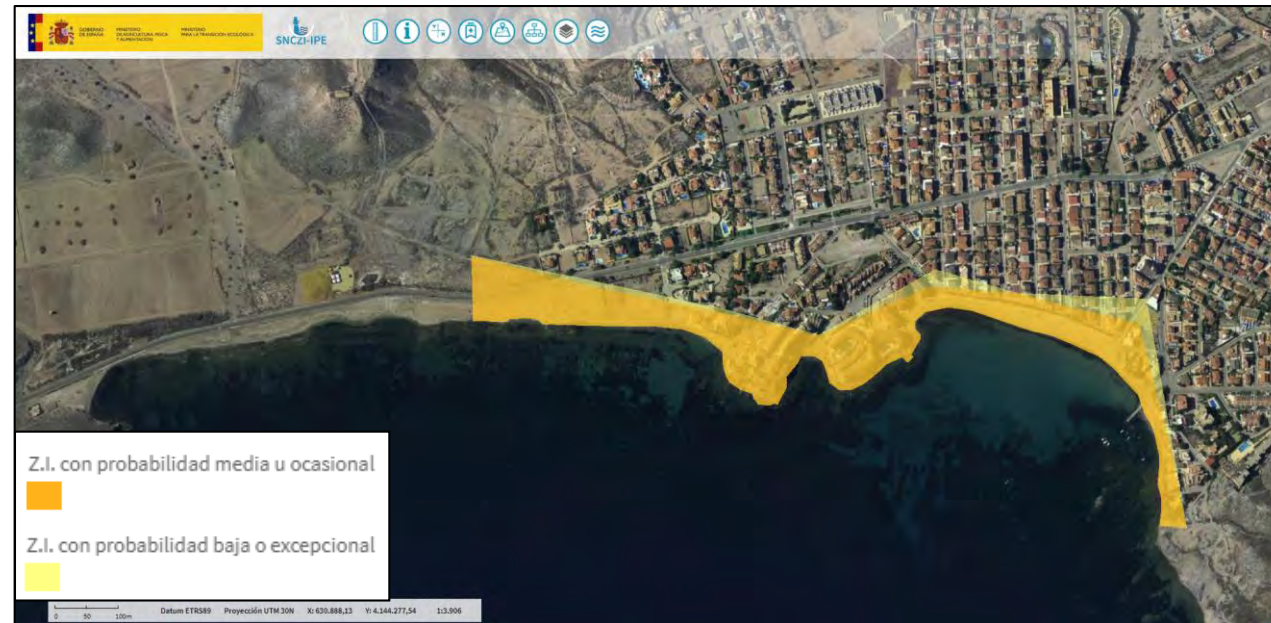 GOBIERNO
DE ESPAÑA
MINISTERIO
DE AGRICULTURA, PESCA
Y ALIMENTACIÓN
MINISTERIO
PARA LA TRANSICIÓN ECOLÓGICA
SNCZI-IPE
Z.I. con probabilidad media u ocasional
Z.I. con probabilidad baja o excepcional
0 50 100m Datum ETRS89 Proyección UTM 30N X: 630.888,13 Y: 4.144.277,54 1:3.906